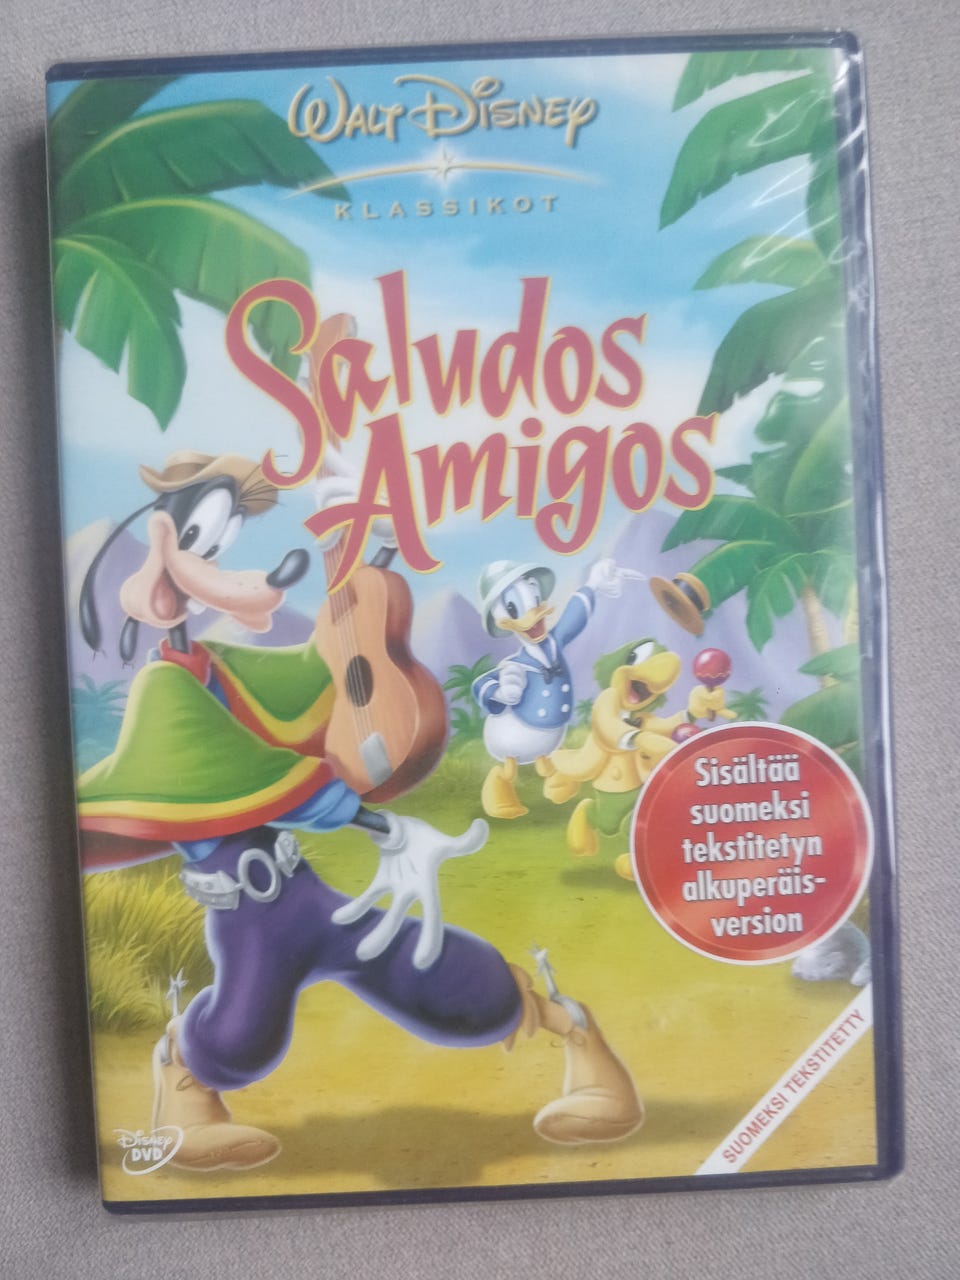 Walt Disney
KLASSIKOT
Saludos
Amigos
Sisältää
suomeksi
tekstitetyn
alkuperäis-
version
SUOMEKSI TEKSTITETTY
Disney
DVD